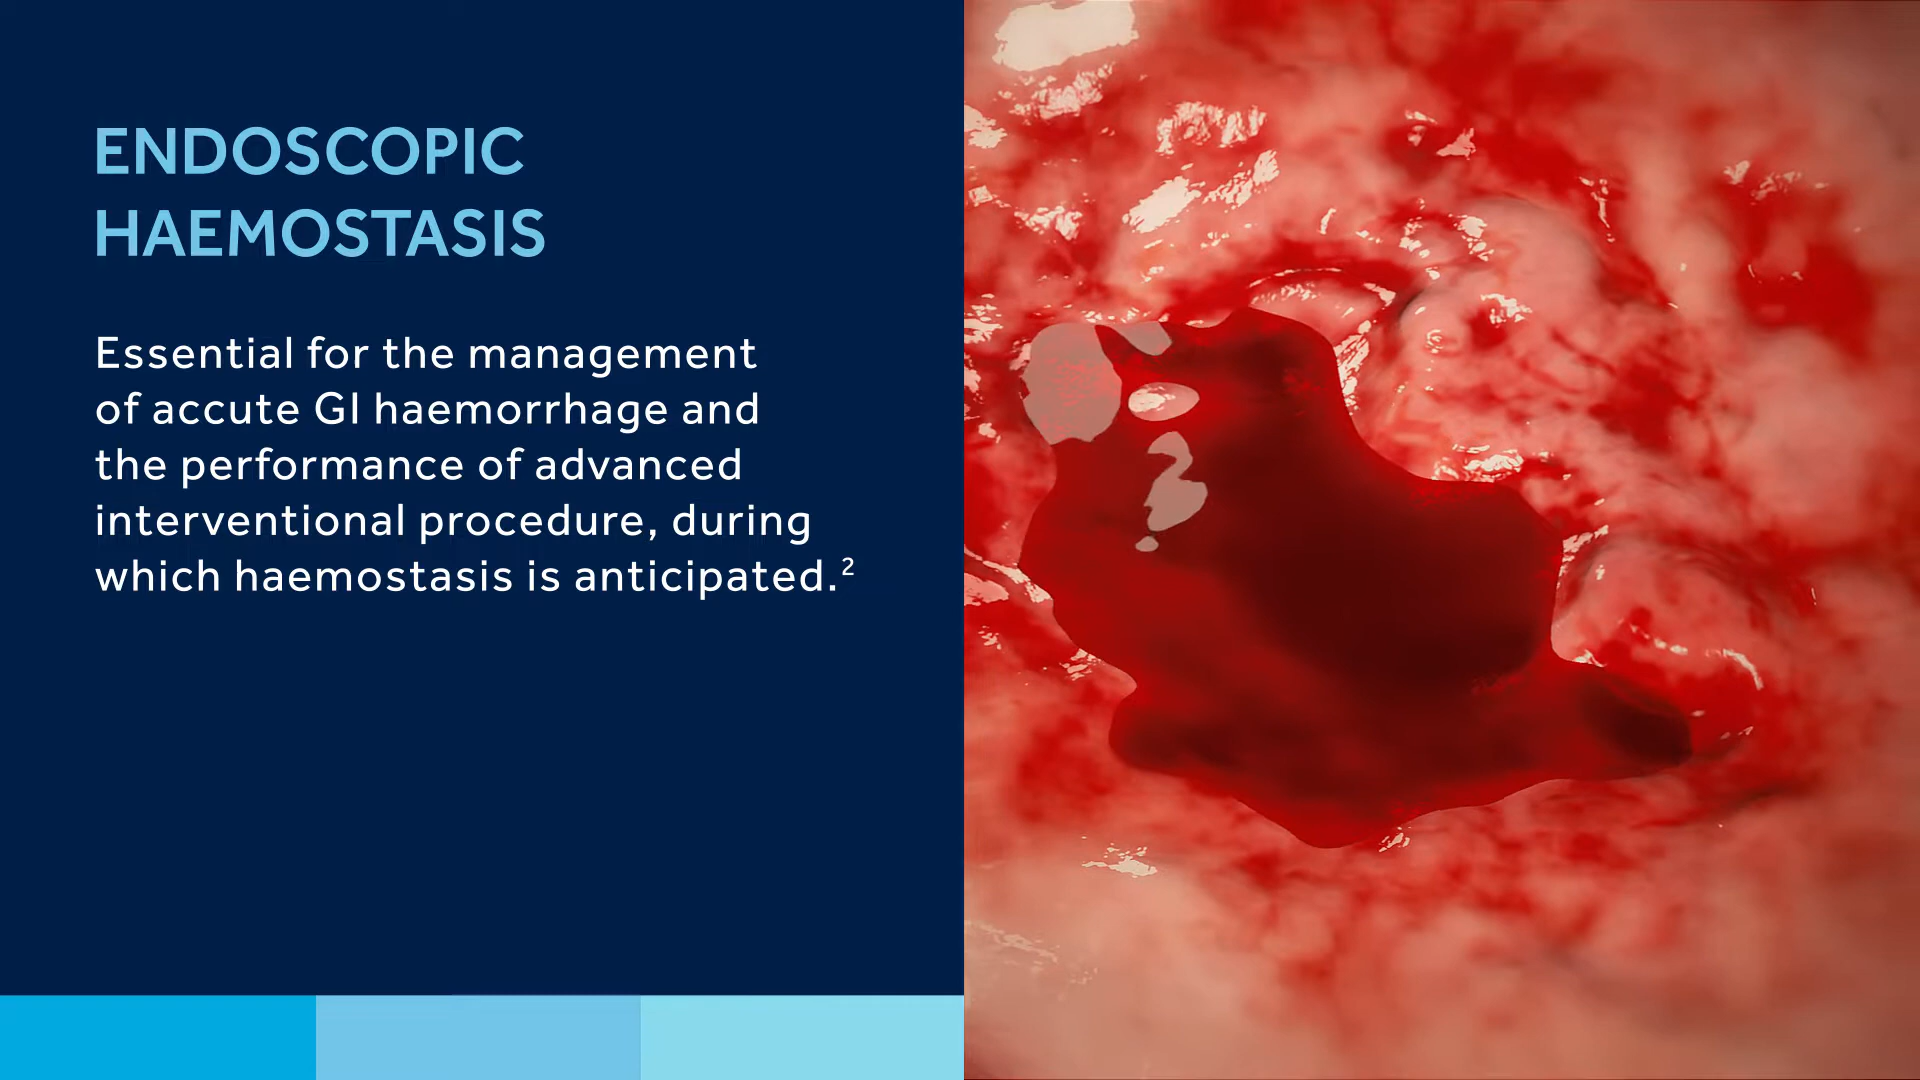 ENDOSCOPIC
HAEMOSTASIS
Essential for the management
of accute GI haemorrhage and
the performance of advanced
interventional procedure, during
which haemostasis is anticipated.²